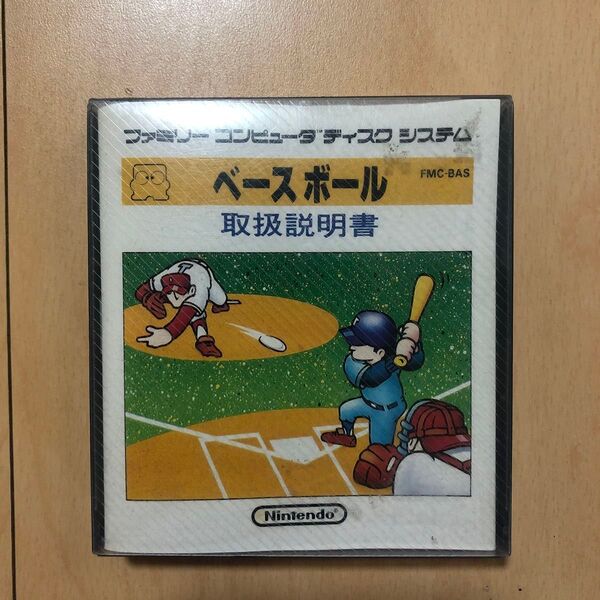 ファミリー コンピュータ ディスク システム
ベースボール
FMC-BAS
取扱説明書
T
Nintendo